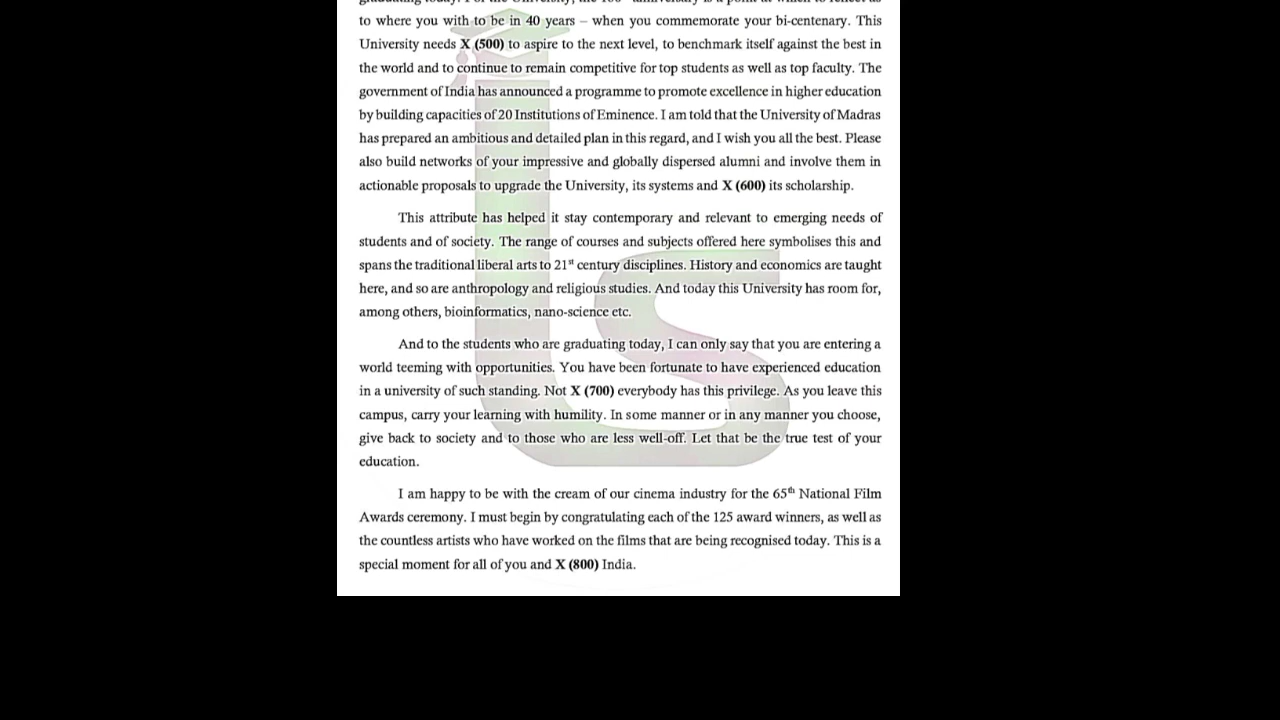 to where you with to be in 40 years – when you commemorate your bi-centenary. This
University needs X (500) to aspire to the next level, to benchmark itself against the best in
the world and to continue to remain competitive for top students as well as top faculty. The
government of India has announced a programme to promote excellence in higher education
by building capacities of 20 Institutions of Eminence. I am told that the University of Madras
has prepared an ambitious and detailed plan in this regard, and I wish you all the best. Please
also build networks of your impressive and globally dispersed alumni and involve them in
actionable proposals to upgrade the University, its systems and X (600) its scholarship.
This attribute has helped it stay contemporary and relevant to emerging needs of
students and of society. The range of courses and subjects offered here symbolises this and
spans the traditional liberal arts to 21st century disciplines. History and economics are taught
here, and so are anthropology and religious studies. And today this University has room for,
among others, bioinformatics, nano-science etc.
And to the students who are graduating today, I can only say that you are entering a
world teeming with opportunities. You have been fortunate to have experienced education
in a university of such standing. Not X (700) everybody has this privilege. As you leave this
campus, carry your learning with humility. In some manner or in any manner you choose,
give back to society and to those who are less well-off. Let that be the true test of your
education.
I am happy to be with the cream of our cinema industry for the 65th National Film
Awards ceremony. I must begin by congratulating each of the 125 award winners, as well as
the countless artists who have worked on the films that are being recognised today. This is a
special moment for all of you and X (800) India.